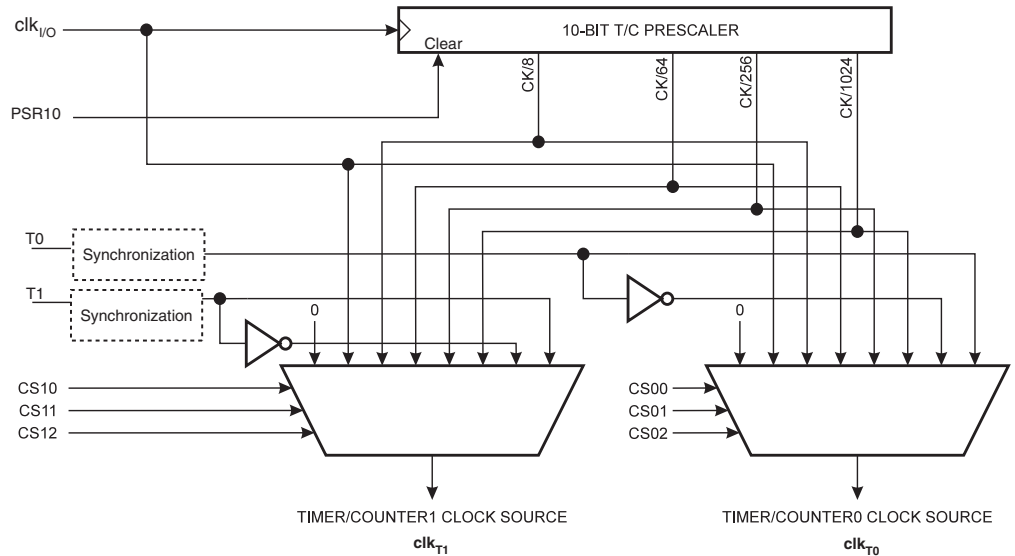 clkI/O
10-BIT T/C PRESCALER
Clear
CK/8
CK/64
CK/256
CK/1024
PSR10
T0
Synchronization
T1
Synchronization
0
0
CS10
CS11
CS12
CS00
CS01
CS02
TIMER/COUNTER1 CLOCK SOURCE
clkT1
TIMER/COUNTER0 CLOCK SOURCE
clkT0